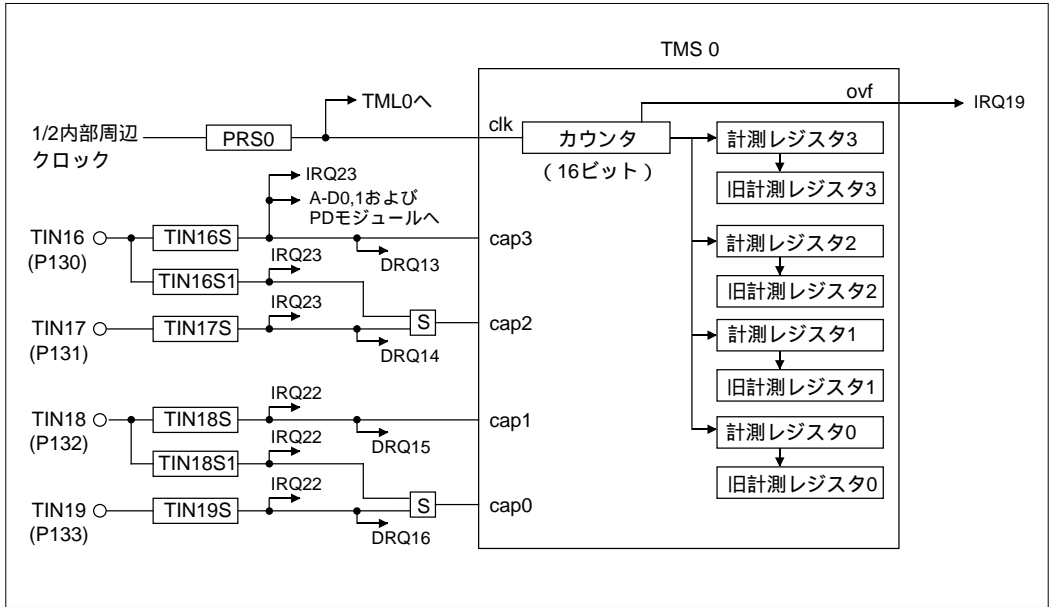 TMS 0
ovf
IRQ19
TML0へ
clk
1/2内部周辺
クロック
PRS0
カウンタ
(16ビット)
計測レジスタ3
旧計測レジスタ3
IRQ23
A-D0,1および
PDモジュールへ
TIN16
(P130)
TIN16S
cap3
DRQ13
計測レジスタ2
旧計測レジスタ2
IRQ23
TIN16S1
IRQ23
TIN17
(P131)
TIN17S
S
cap2
DRQ14
計測レジスタ1
旧計測レジスタ1
IRQ22
TIN18
(P132)
TIN18S
cap1
DRQ15
計測レジスタ0
旧計測レジスタ0
IRQ22
TIN18S1
IRQ22
TIN19
(P133)
TIN19S
S
cap0
DRQ16